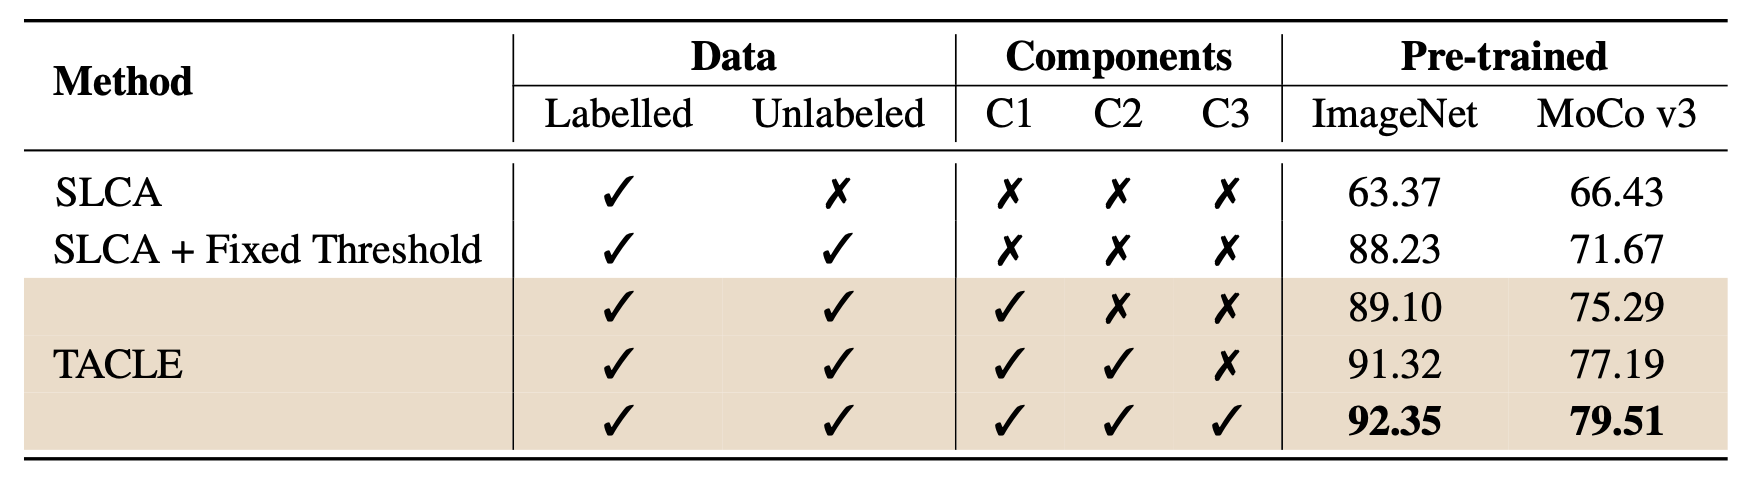 Method Data Components Pre-trained
Labelled Unlabeled C1 C2 C3 ImageNet MoCo v3
SLCA ✓ ✗ ✗ ✗ ✗ 63.37 66.43
SLCA + Fixed Threshold ✓ ✓ ✗ ✗ ✗ 88.23 71.67
✓ ✓ ✓ ✗ ✗ 89.10 75.29
TACLE ✓ ✓ ✓ ✓ ✗ 91.32 77.19
✓ ✓ ✓ ✓ ✓ 92.35 79.51